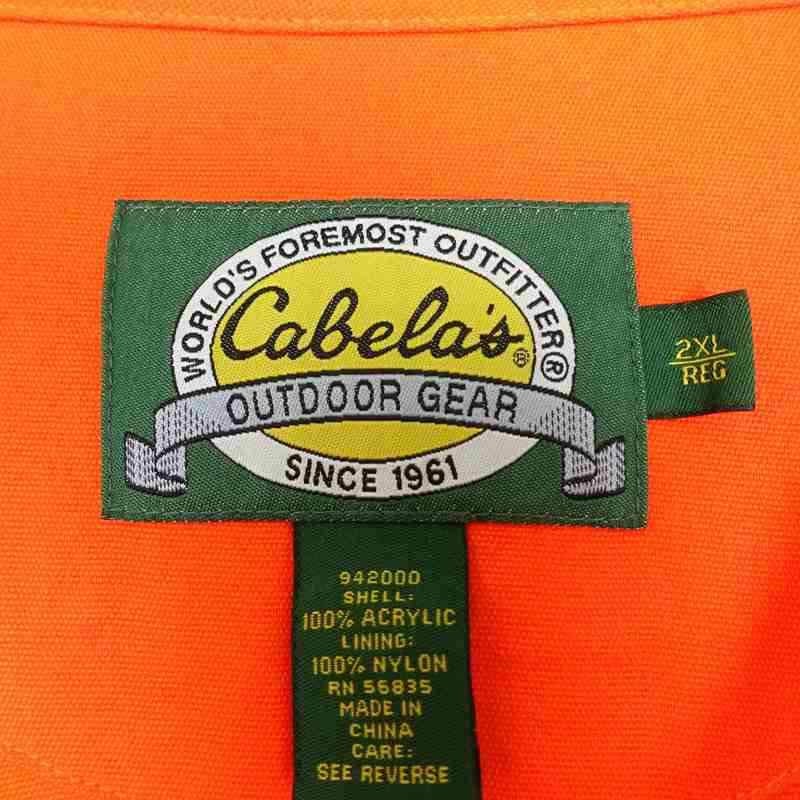 WORLD'S FOREMOST OUTFITTER®
Cabela's®
OUTDOOR GEAR
SINCE 1961
2XL
REG
942000
SHELL:
100% ACRYLIC
LINING:
100% NYLON
RN 56835
MADE IN
CHINA
CARE:
SEE REVERSE